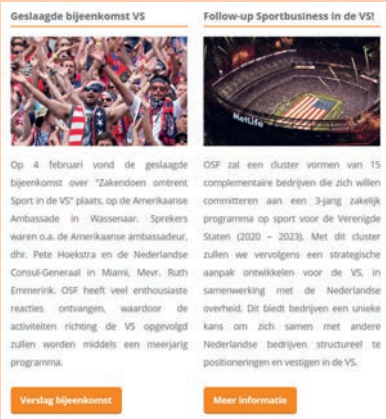 Geslaagde bijeenkomst VS
Op 4 februari vond de geslaagde
bijeenkomst over "Zakendoen omtrent
Sport in de VS" plaats, op de Amerikaanse
Ambassade in Wassenaar. Sprekers
waren o.a. de Amerikaanse ambassadeur,
dhr. Pete Hoekstra en de Nederlandse
Consul-Generaal in Miami, Mevr. Ruth
Emmerink. OSF heeft veel enthousiaste
reacties ontvangen, waardoor de
activiteiten richting de VS opgevolgd
zullen worden middels een meerjarig
programma.
Verslag bijeenkomst
Follow-up Sportbusiness in de VS!
MetLife
OSF zal een cluster vormen van 15
complementaire bedrijven die zich willen
committeren aan een 3-jarig zakelijk
programma op sport voor de Verenigde
Staten (2020 – 2023). Met dit cluster
zullen we vervolgens een strategische
aanpak ontwikkelen voor de VS, in
samenwerking met de Nederlandse
overheid. Dit biedt bedrijven een unieke
kans om zich samen met andere
Nederlandse bedrijven structureel te
positioneringen en vestigen in de VS.
Meer informatie